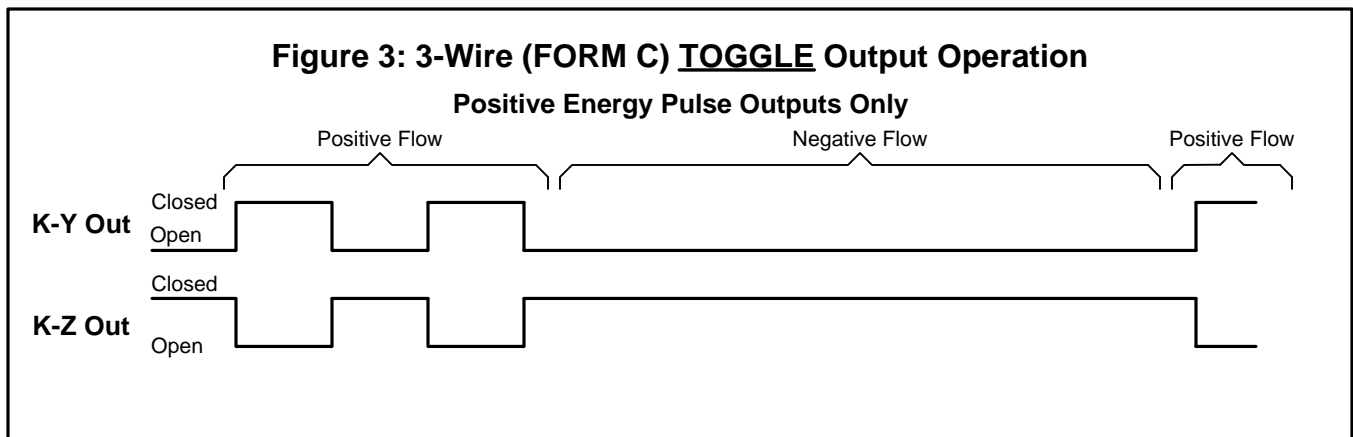 Figure 3: 3-Wire (FORM C) TOGGLE Output Operation
Positive Energy Pulse Outputs Only
Positive Flow
Negative Flow
Positive Flow
K-Y Out
Closed
Open
K-Z Out
Closed
Open